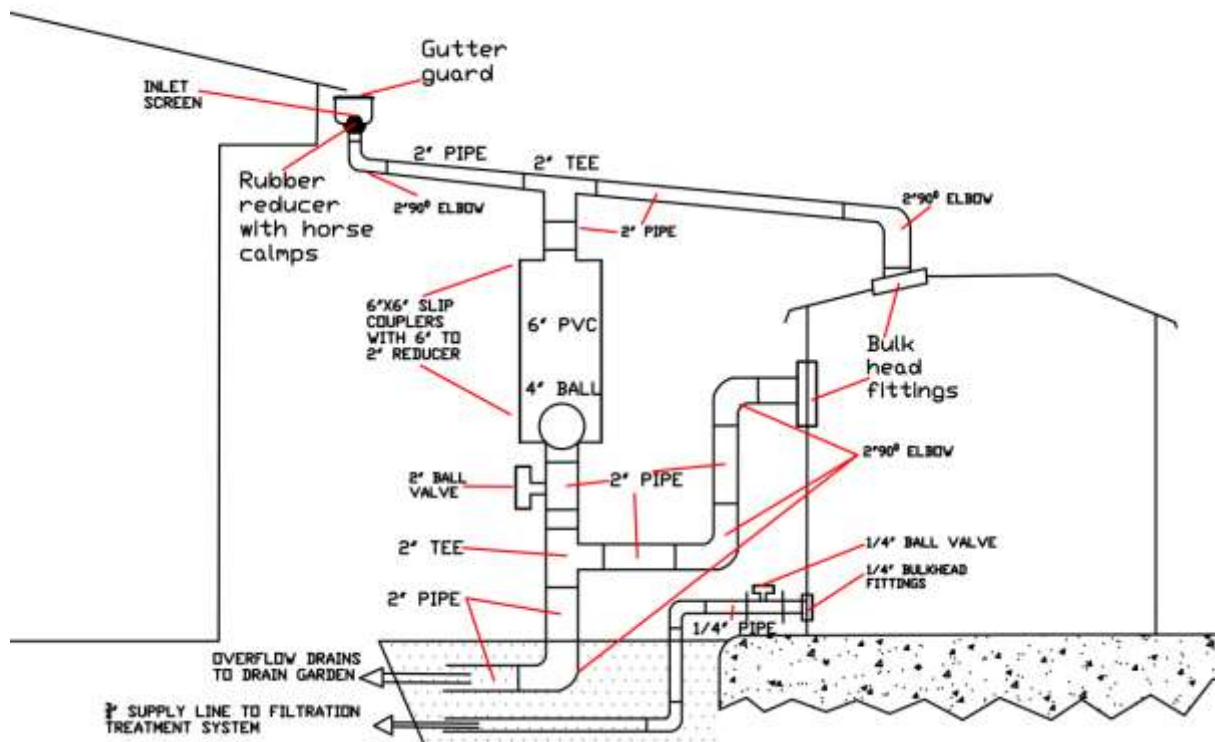 Gutter
guard
INLET
SCREEN
2" PIPE
2" TEE
Rubber
reducer
with horse
calmps
2"90° ELBOW
2" PIPE
2"90° ELBOW
6"X6" SLIP
COUPLERS
WITH 6" TO
2" REDUCER
6" PVC
4" BALL
Bulk
head
fittings
2" BALL
VALVE
2" PIPE
2"90° ELBOW
2" TEE
1/4" BALL VALVE
1/4" BULKHEAD
FITTINGS
2" PIPE
1/4" PIPE
OVERFLOW DRAINS
TO DRAIN GARDEN
SUPPLY LINE TO FILTRATION
TREATMENT SYSTEM